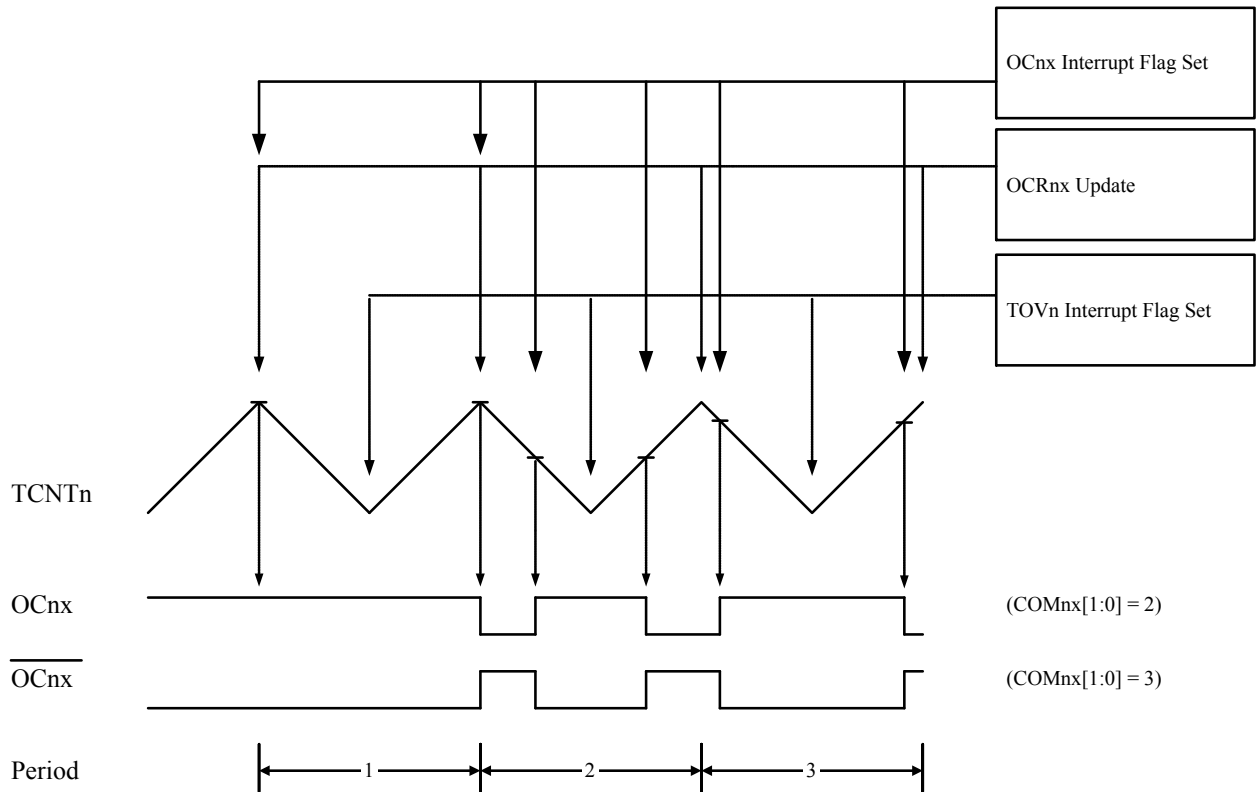 OCnx Interrupt Flag Set
OCRnx Update
TOVn Interrupt Flag Set
TCNTn
OCnx
(COMnx[1:0] = 2)
OCnx
(COMnx[1:0] = 3)
Period
1
2
3